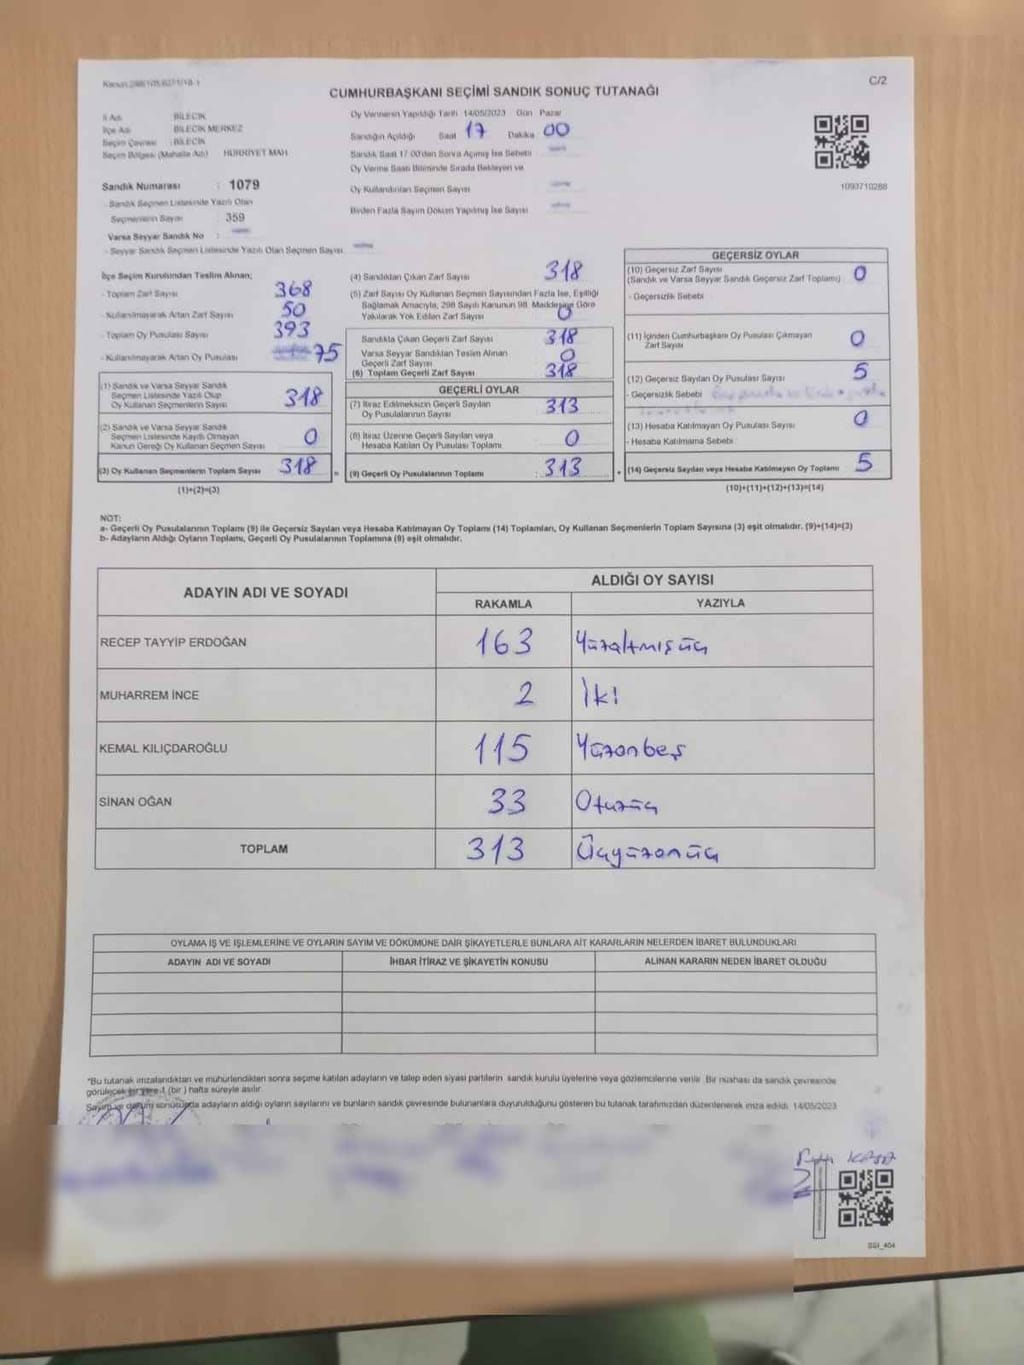 C/2
CUMHURBAŞKANI SEÇİMİ SANDIK SONUÇ TUTANAĞI
İl Adı : BİLECİK
İlçe Adı : BİLECİK MERKEZ
Seçim Çevresi : BİLECİK
Seçim Bölgesi (Mahalle Adı) : HÜRRİYET MAH
Sandık Numarası : 1079
- Sandık Seçmen Listesinde Yazılı Olan
Seçmenlerin Sayısı : 359
Varsa Seyyar Sandık No :
- Seyyar Sandık Seçmen Listesinde Yazılı Olan Seçmen Sayısı
Oy Vermenin Yapıldığı Tarih 14/05/2023 Gün Pazar
Sandığın Açıldığı Saat 17 Dakika 00
Sandık Saat 17:00'den Sonra Açılmış İse Sebebi
Oy Verme Saati Bitiminde Sırada Bekleyen ve
Oy Kullandırılan Seçmen Sayısı
Birden Fazla Sayım Döküm Yapılmış İse Sayısı
1093710288
İlçe Seçim Kurulundan Teslim Alınan;
- Toplam Zarf Sayısı 368
- Kullanılmayarak Artan Zarf Sayısı 50
- Toplam Oy Pusulası Sayısı 393
- Kullanılmayarak Artan Oy Pusulası 75
(1) Sandık ve Varsa Seyyar Sandık
Seçmen Listesinde Yazılı Olup
Oy Kullanan Seçmenlerin Sayısı 318
(2) Sandık ve Varsa Seyyar Sandık
Seçmen Listesinde Kayıtlı Olmayan
Kanun Gereği Oy Kullanan Seçmen Sayısı 0
(3) Oy Kullanan Seçmenlerin Toplam Sayısı 318 =
(1)+(2)=(3)
(4) Sandıktan Çıkan Zarf Sayısı 318
(5) Zarf Sayısı Oy Kullanan Seçmen Sayısından Fazla İse, Eşitliği
Sağlamak Amacıyla, 298 Sayılı Kanunun 98. Maddesine Göre
Yakılarak Yok Edilen Zarf Sayısı 0
Sandıkta Çıkan Geçerli Zarf Sayısı 318
Varsa Seyyar Sandıktan Teslim Alınan
Geçerli Zarf Sayısı 0
(6) Toplam Geçerli Zarf Sayısı 318
GEÇERLİ OYLAR
(7) İtiraz Edilmeksizin Geçerli Sayılan
Oy Pusulalarının Sayısı 313
(8) İtiraz Üzerine Geçerli Sayılan veya
Hesaba Katılan Oy Pusulası Toplamı 0
(9) Geçerli Oy Pusulalarının Toplamı : 313 +
GEÇERSİZ OYLAR
(10) Geçersiz Zarf Sayısı
(Sandık ve Varsa Seyyar Sandık Geçersiz Zarf Toplamı) 0
- Geçersizlik Sebebi
(11) İçinden Cumhurbaşkanı Oy Pusulası Çıkmayan
Zarf Sayısı 0
(12) Geçersiz Sayılan Oy Pusulası Sayısı 5
- Geçersizlik Sebebi
(13) Hesaba Katılmayan Oy Pusulası Sayısı 0
- Hesaba Katılmama Sebebi
(14) Geçersiz Sayılan veya Hesaba Katılmayan Oy Toplamı 5
(10)+(11)+(12)+(13)=(14)
NOT:
a- Geçerli Oy Pusulalarının Toplamı (9) ile Geçersiz Sayılan veya Hesaba Katılmayan Oy Toplamı (14) Toplamları, Oy Kullanan Seçmenlerin Toplam Sayısına (3) eşit olmalıdır. (9)+(14)=(3)
b- Adayların Aldığı Oyların Toplamı, Geçerli Oy Pusulalarının Toplamına (9) eşit olmalıdır.
ADAYIN ADI VE SOYADI ALDIĞI OY SAYISI
RAKAMLA YAZIYLA
RECEP TAYYİP ERDOĞAN 163 Yüzaltmışüç
MUHARREM İNCE 2 İki
KEMAL KILIÇDAROĞLU 115 Yüzonbeş
SİNAN OĞAN 33 Otuzüç
TOPLAM 313 Üçyüzonüç
OYLAMA İŞ VE İŞLEMLERİNE VE OYLARIN SAYIM VE DÖKÜMÜNE DAİR ŞİKAYETLERLE BUNLARA AİT KARARLARIN NELERDEN İBARET BULUNDUKLARI
ADAYIN ADI VE SOYADI İHBAR İTİRAZ VE ŞİKAYETİN KONUSU ALINAN KARARIN NEDEN İBARET OLDUĞU
*Bu tutanak imzalandıktan ve mühürlendikten sonra seçime katılan adayların ve talep eden siyasi partilerin sandık kurulu üyelerine veya gözlemcilerine verilir. Bir nüshası da sandık çevresinde
görülecek bir yere 1 (bir) hafta süreyle asılır.
Sayım ve döküm sonucunda adayların aldığı oyların sayılarını ve bunların sandık çevresinde bulunanlara duyurulduğunu gösteren bu tutanak tarafımızdan düzenlenerek imza edildi. 14/05/2023